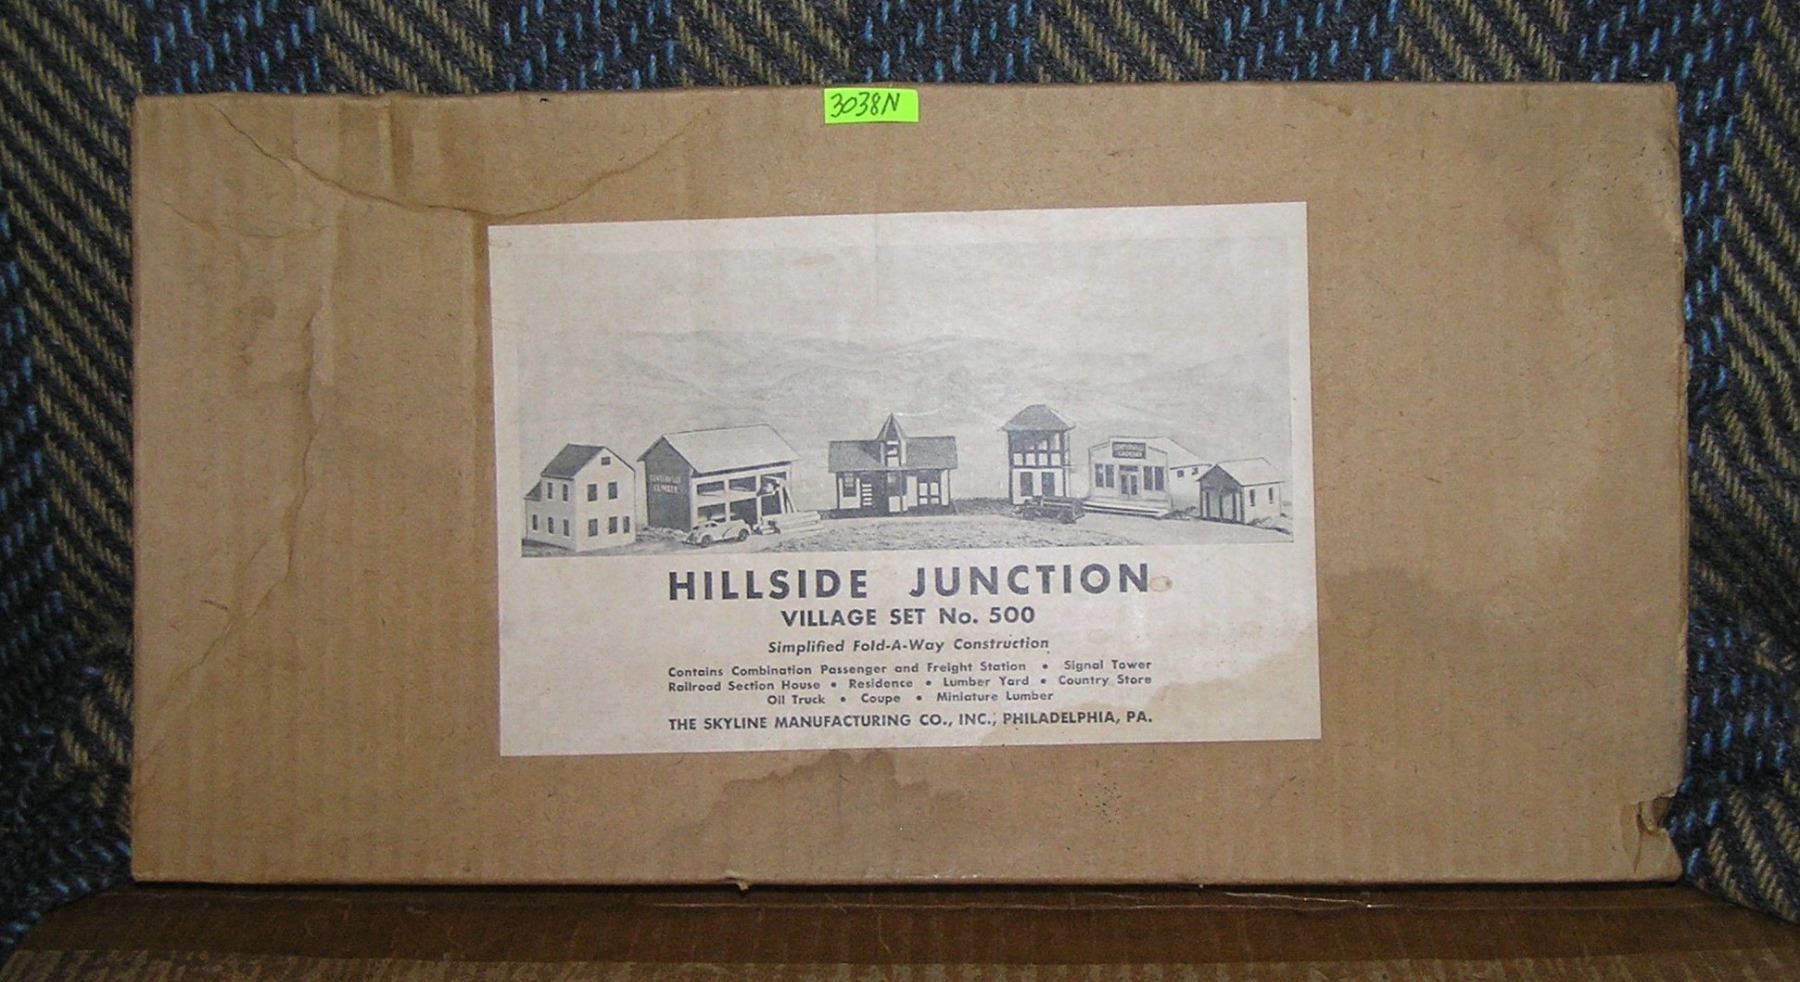 3038N
CENTERVILLE
LUMBER
HILLSIDE JUNCTION
VILLAGE SET No. 500
Simplified Fold-A-Way Construction
Contains Combination Passenger and Freight Station • Signal Tower
Railroad Section House • Residence • Lumber Yard • Country Store
Oil Truck • Coupe • Miniature Lumber
THE SKYLINE MANUFACTURING CO., INC., PHILADELPHIA, PA.